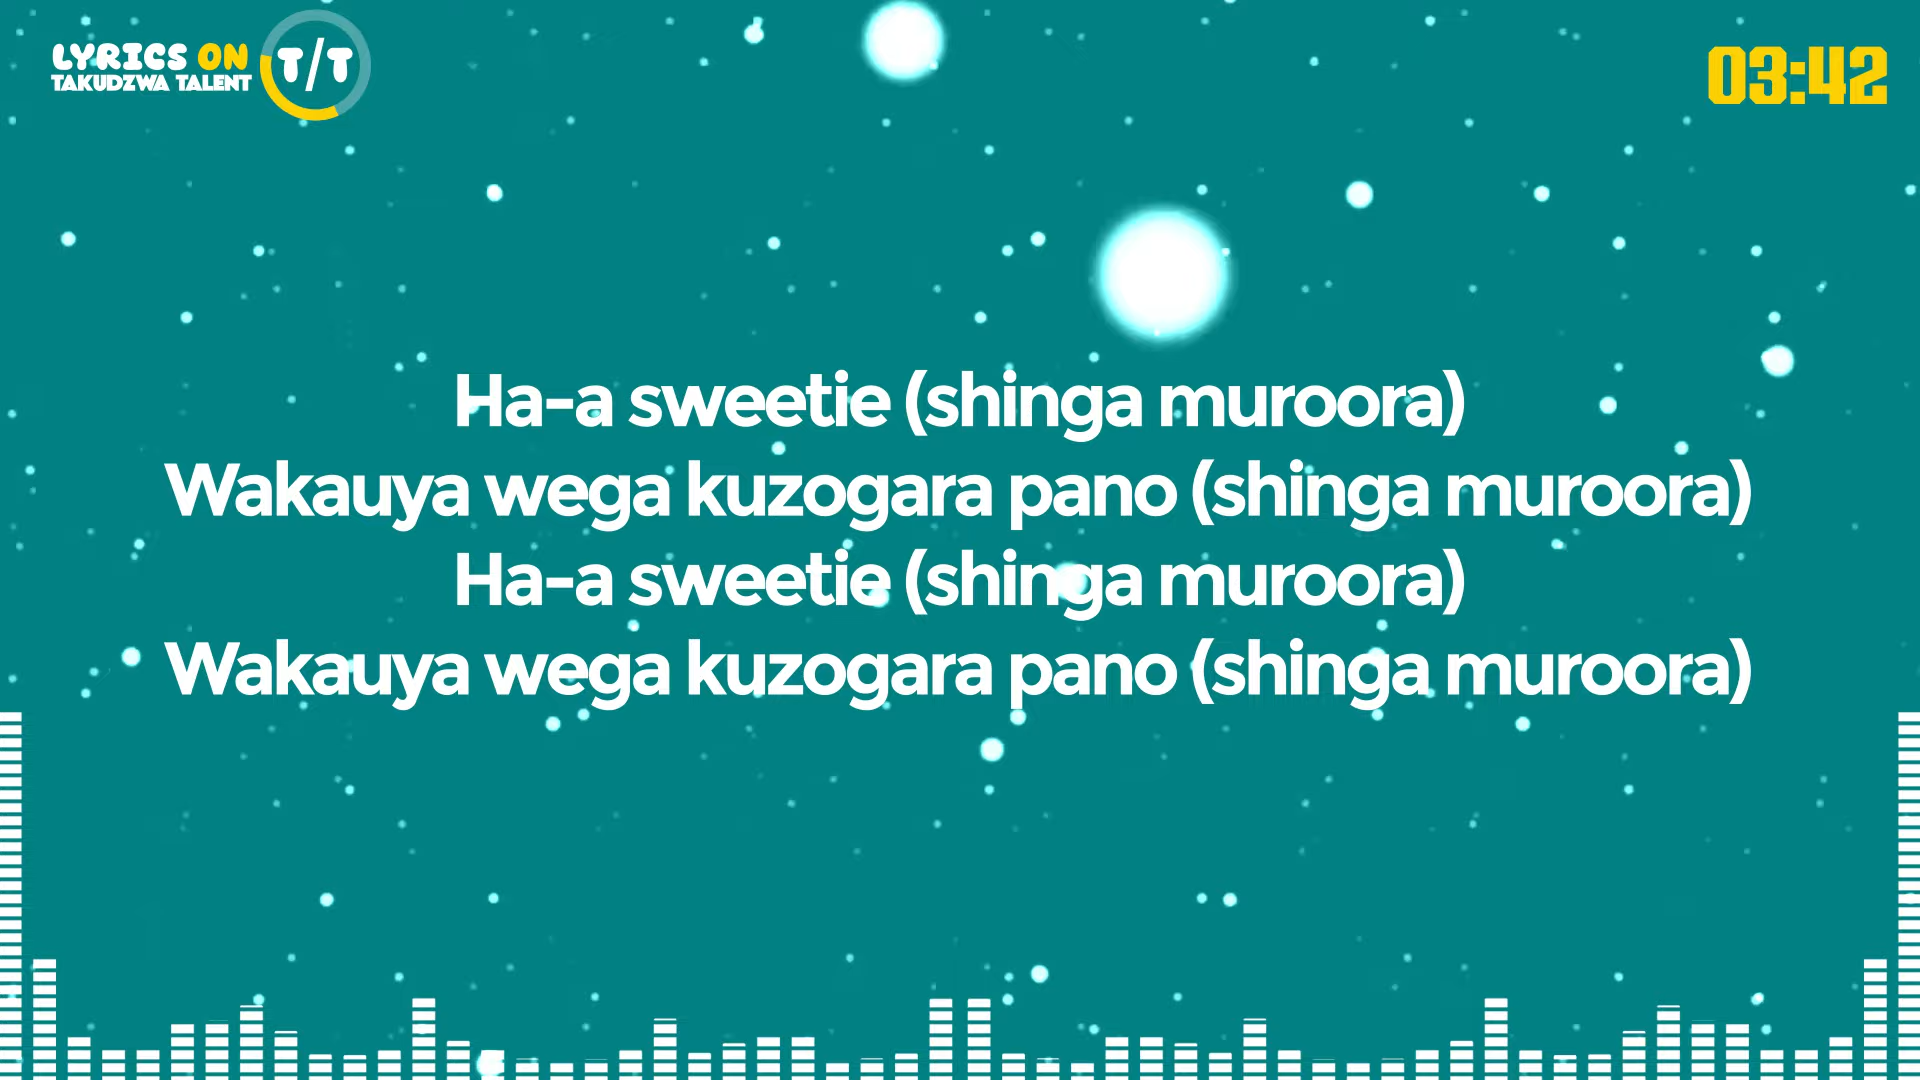 LYRICS ON
TAKUDZWA TALENT
T/T
03:42
Ha-a sweetie (shinga muroora)
Wakauya wega kuzogara pano (shinga muroora)
Ha-a sweetie (shinga muroora)
Wakauya wega kuzogara pano (shinga muroora)